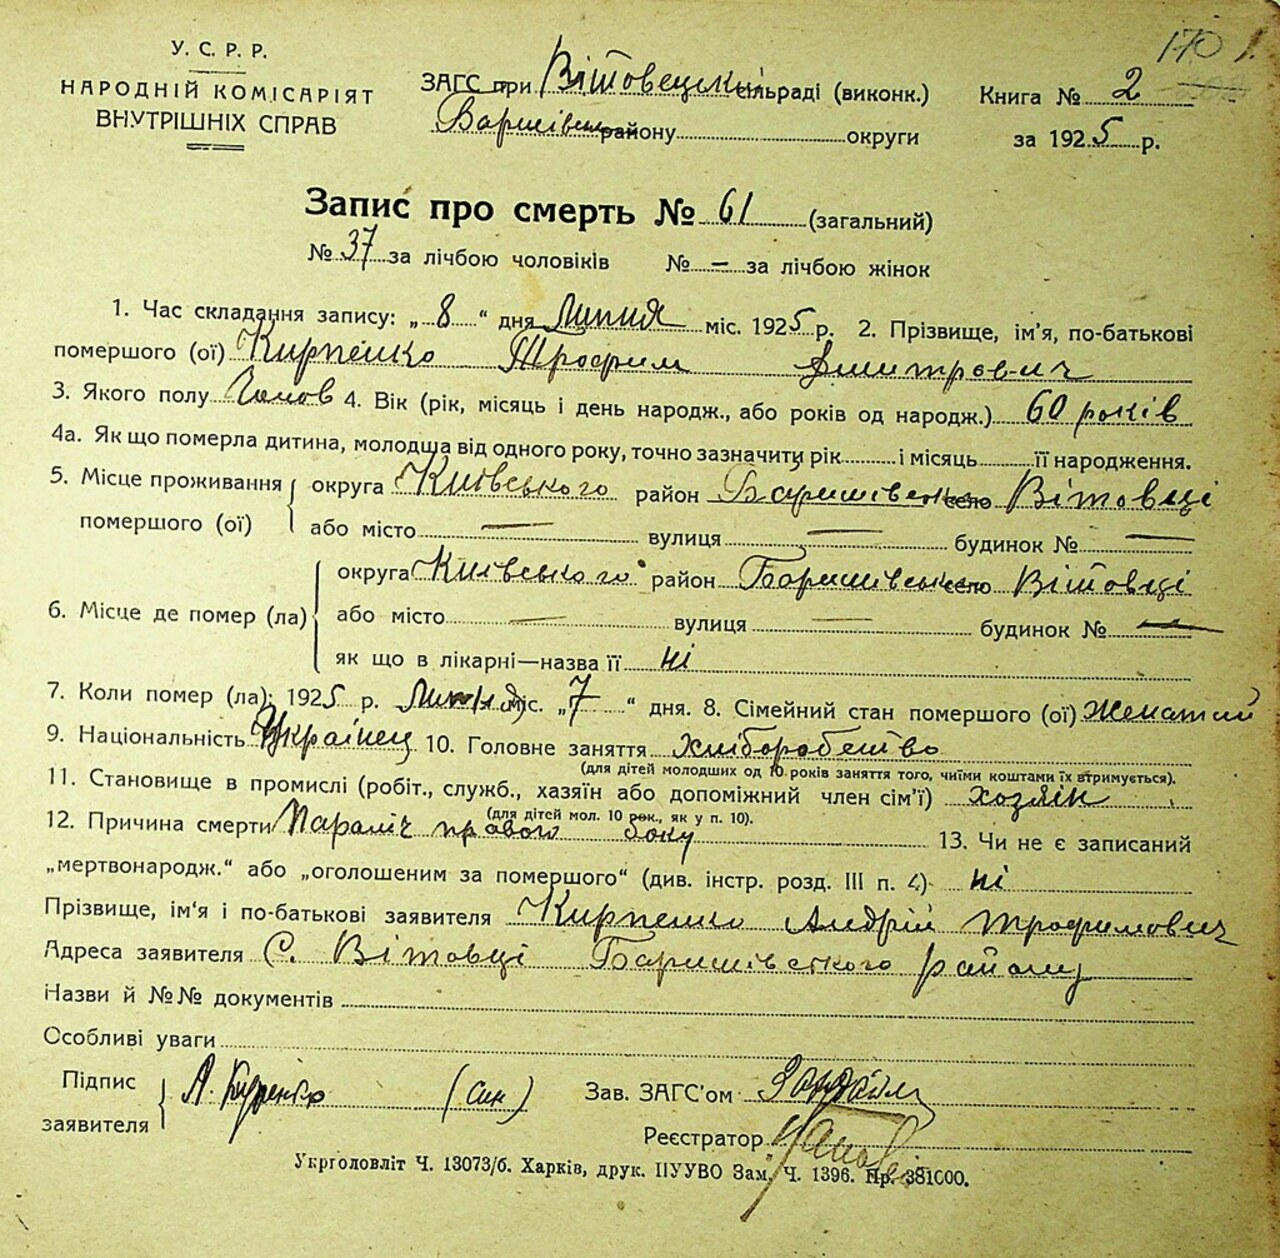 170
У. С. Р. Р.
НАРОДНІЙ КОМІСАРІЯТ
ВНУТРІШНІХ СПРАВ
ЗАГС при Вітовецькій сільраді (виконк.)
району округи
Книга № 2
за 1925 р.
Запис про смерть № 61 (загальний)
№ 37 за лічбою чоловіків № – за лічбою жінок
1. Час складання запису: „8“ дня Липня міс. 1925 р. 2. Прізвище, ім'я, по-батькові
помершого (ої) Кирпенко Трофим Дмитрович
3. Якого полу Чолов 4. Вік (рік, місяць і день народж., або років од народж.) 60 років
4а. Як що померла дитина, молодша від одного року, точно зазначити рік і місяць її народження.
5. Місце проживання помершого (ої) округа Київського район Баришівськ село Вітовці
або місто — вулиця — будинок № —
6. Місце де помер (ла) округа Київського район Баришівськ село Вітовці
або місто — вулиця — будинок № —
як що в лікарні—назва її ні
7. Коли помер (ла): 1925 р. Липня міс. „7“ дня. 8. Сімейний стан помершого (ої) Женатий
9. Національність Українец 10. Головне заняття хліборобство
(для дітей молодших од 10 років заняття того, чиїми коштами їх втримується).
11. Становище в промислі (робіт., служб., хазяїн або допоміжний член сім'ї) хозяін
(для дітей мол. 10 рок., як у п. 10).
12. Причина смерти Параліч правого боку 13. Чи не є записаний
„мертвонародж.“ або „оголошеним за помершого“ (див. інстр. розд. III п. 4) ні
Прізвище, ім'я і по-батькові заявителя Кирпенко Андрій Трофимович
Адреса заявителя С. Вітовці Баришівського району
Назви й №№ документів
Особливі уваги
Підпис заявителя А. (син) Зав. ЗАГС'ом
Реєстратор
Укрголовліт Ч. 13073/б. Харків, друк. ПУУВО Зам. Ч. 1396. Пр. 381000.